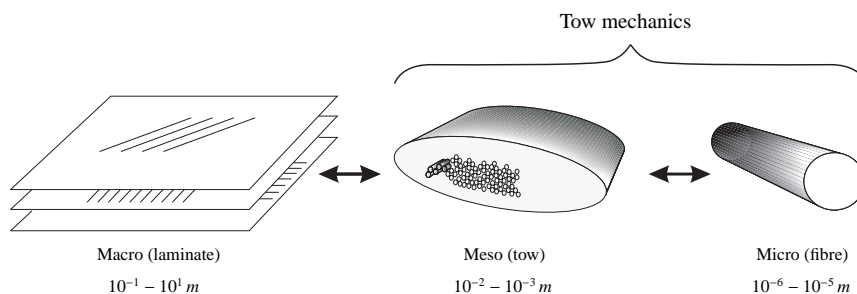 Tow mechanics
Macro (laminate)
Meso (tow)
Micro (fibre)
10⁻¹ – 10¹ m
10⁻² – 10⁻³ m
10⁻⁶ – 10⁻⁵ m